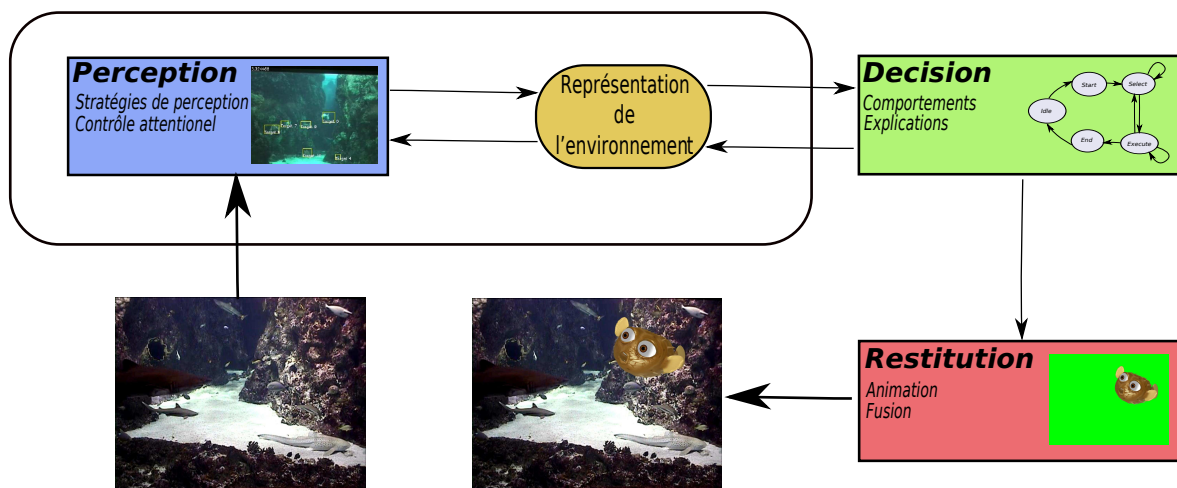 Perception
Stratégies de perception
Contrôle attentionel
Représentation
de
l'environnement
Decision
Comportements
Explications
Start
Select
Idle
End
Execute
Restitution
Animation
Fusion